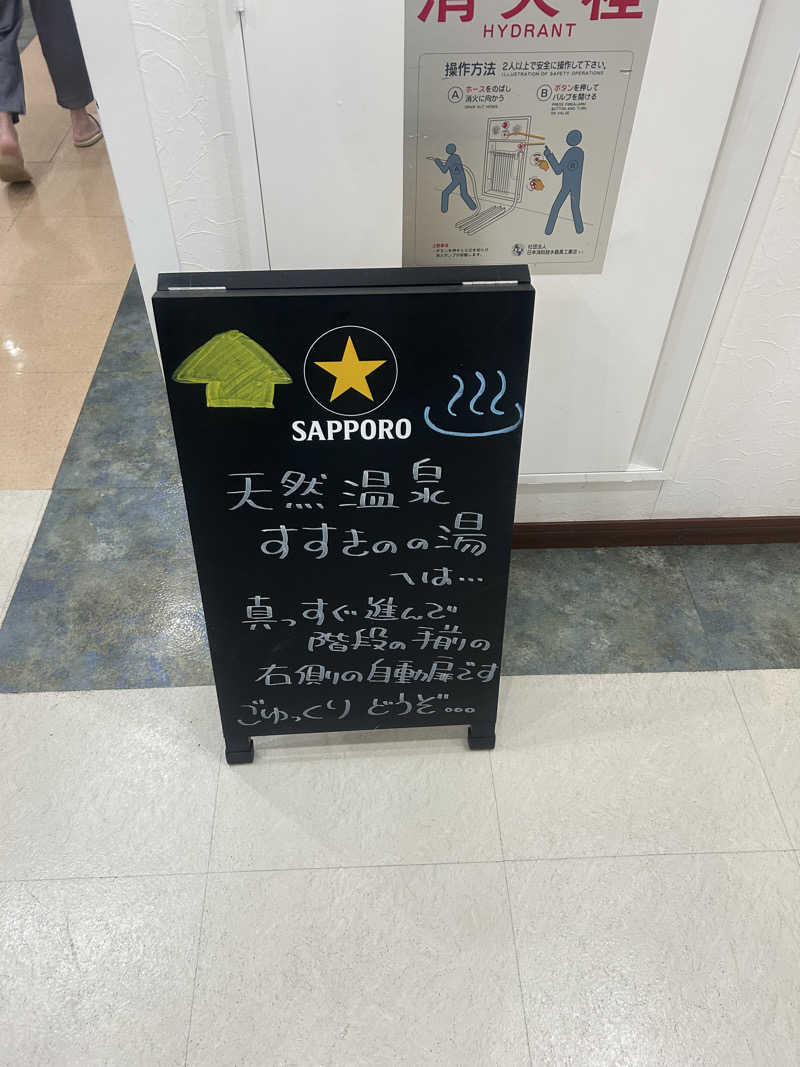 消火栓
HYDRANT
操作方法 2人以上で安全に操作して下さい。
ILLUSTRATION OF SAFETY OPERATIONS
A ホースをのばし
消火に向かう
B ボタンを押して
バルブを開ける
SAPPORO
天然温泉
すすきのの湯
へは…
真っすぐ進んで
階段の手前の
右側の自動扉です
ごゆっくり どうぞ…